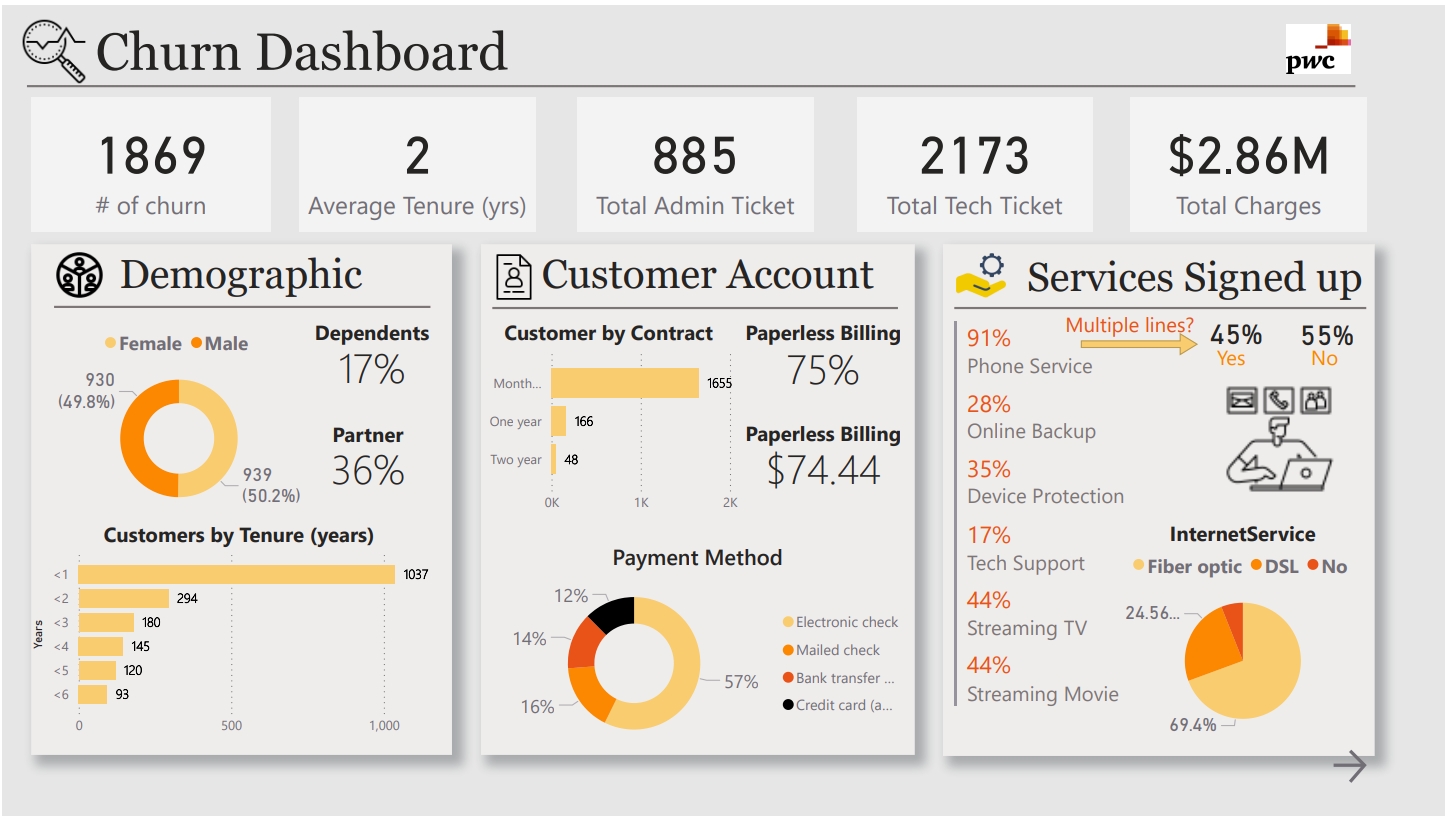 Churn Dashboard
pwc
1869
# of churn
2
Average Tenure (yrs)
885
Total Admin Ticket
2173
Total Tech Ticket
$2.86M
Total Charges
Demographic
Female Male
930
(49.8%)
939
(50.2%)
Dependents
17%
Partner
36%
Customers by Tenure (years)
Years
<1 1037
<2 294
<3 180
<4 145
<5 120
<6 93
0 500 1,000
Customer Account
Customer by Contract
Month... 1655
One year 166
Two year 48
0K 1K 2K
Paperless Billing
75%
Paperless Billing
$74.44
Payment Method
12%
14%
16%
57%
Electronic check
Mailed check
Bank transfer ...
Credit card (a...
Services Signed up
91%
Phone Service
Multiple lines?
45%
Yes
55%
No
28%
Online Backup
35%
Device Protection
17%
Tech Support
44%
Streaming TV
44%
Streaming Movie
InternetService
Fiber optic DSL No
24.56...
69.4%